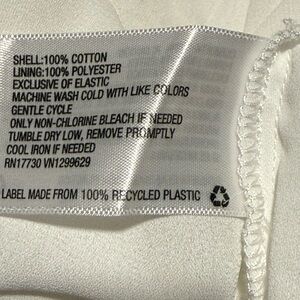 SHELL:100% COTTON
LINING:100% POLYESTER
EXCLUSIVE OF ELASTIC
MACHINE WASH COLD WITH LIKE COLORS
GENTLE CYCLE
ONLY NON-CHLORINE BLEACH IF NEEDED
TUMBLE DRY LOW, REMOVE PROMPTLY
COOL IRON IF NEEDED
RN17730 VN1299629
LABEL MADE FROM 100% RECYCLED PLASTIC